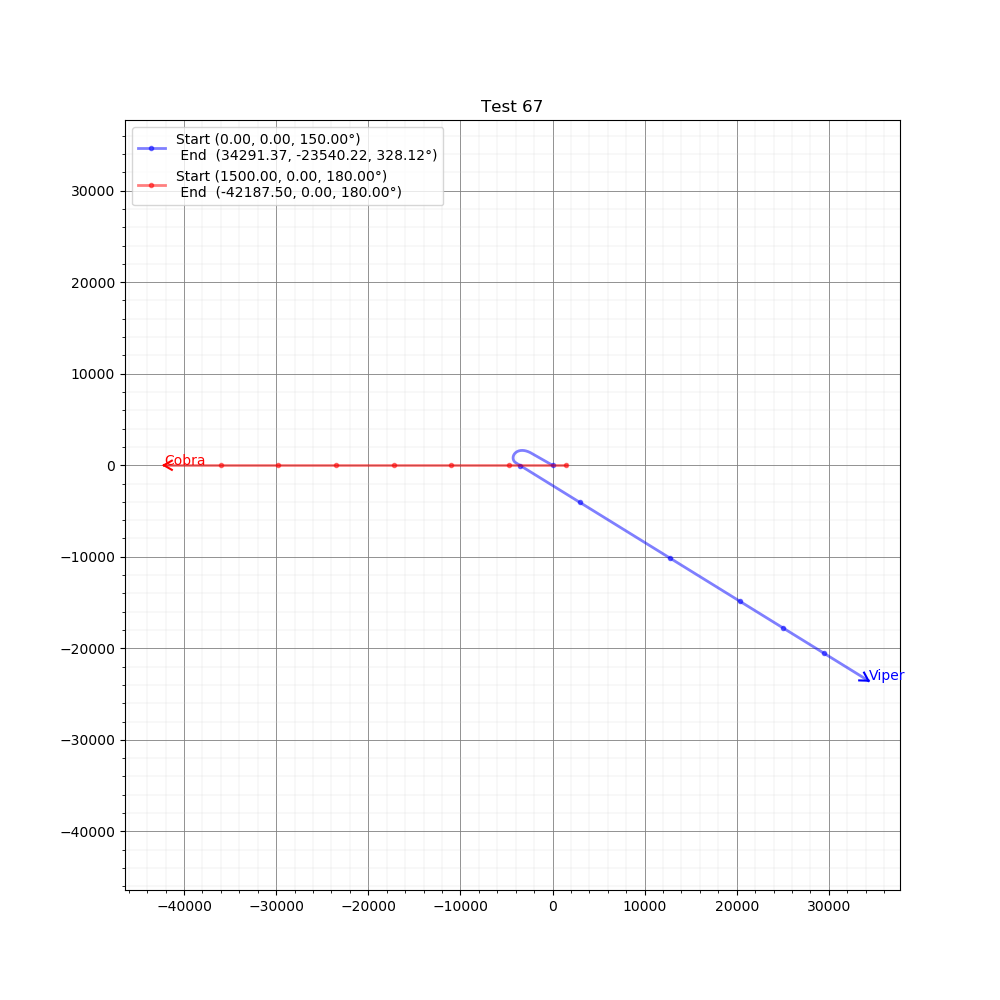 Test 67
Start (0.00, 0.00, 150.00°)
End (34291.37, -23540.22, 328.12°)
Start (1500.00, 0.00, 180.00°)
End (-42187.50, 0.00, 180.00°)
30000
20000
10000
0
−10000
−20000
−30000
−40000
Cobra
Viper
−40000 −30000 −20000 −10000 0 10000 20000 30000